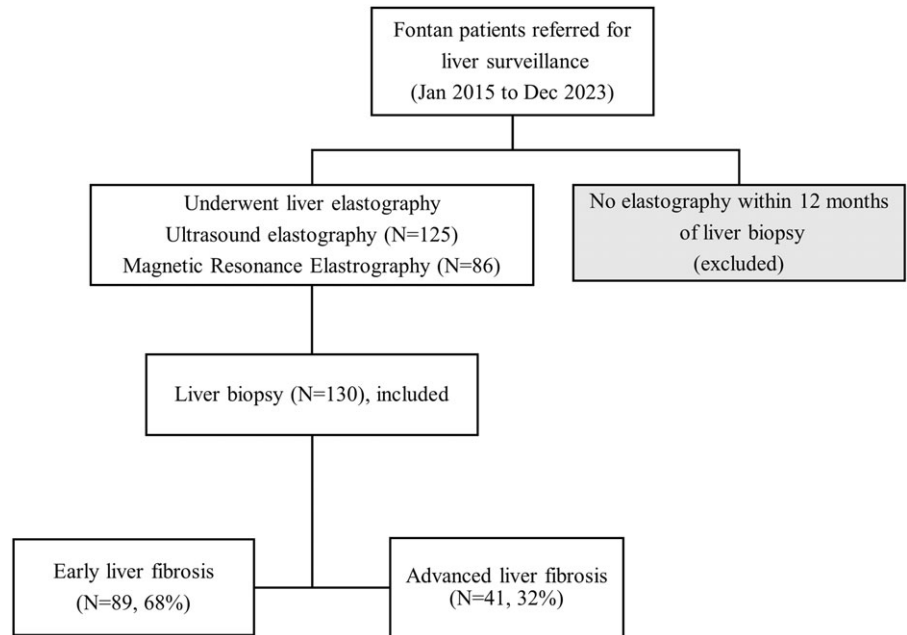 Fontan patients referred for
liver surveillance
(Jan 2015 to Dec 2023)
Underwent liver elastography
Ultrasound elastography (N=125)
Magnetic Resonance Elastrography (N=86)
No elastography within 12 months
of liver biopsy
(excluded)
Liver biopsy (N=130), included
Early liver fibrosis
(N=89, 68%)
Advanced liver fibrosis
(N=41, 32%)